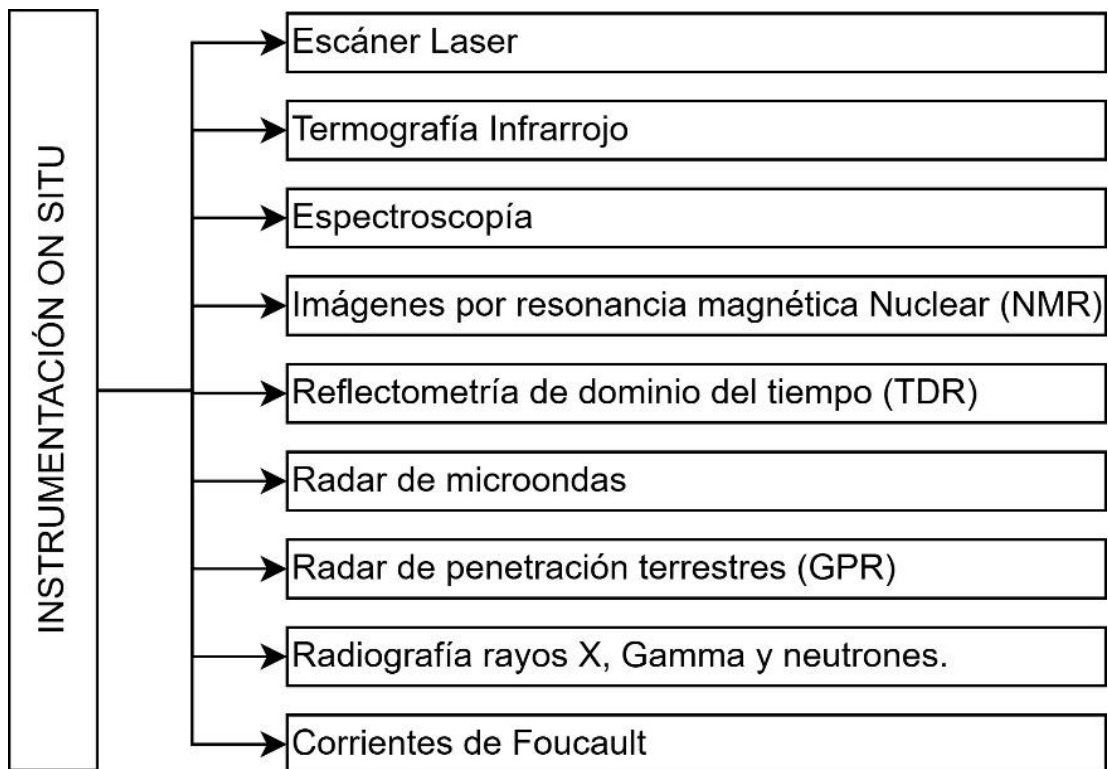 INSTRUMENTACIÓN ON SITU
Escáner Laser
Termografía Infrarrojo
Espectroscopía
Imágenes por resonancia magnética Nuclear (NMR)
Reflectometría de dominio del tiempo (TDR)
Radar de microondas
Radar de penetración terrestres (GPR)
Radiografía rayos X, Gamma y neutrones.
Corrientes de Foucault